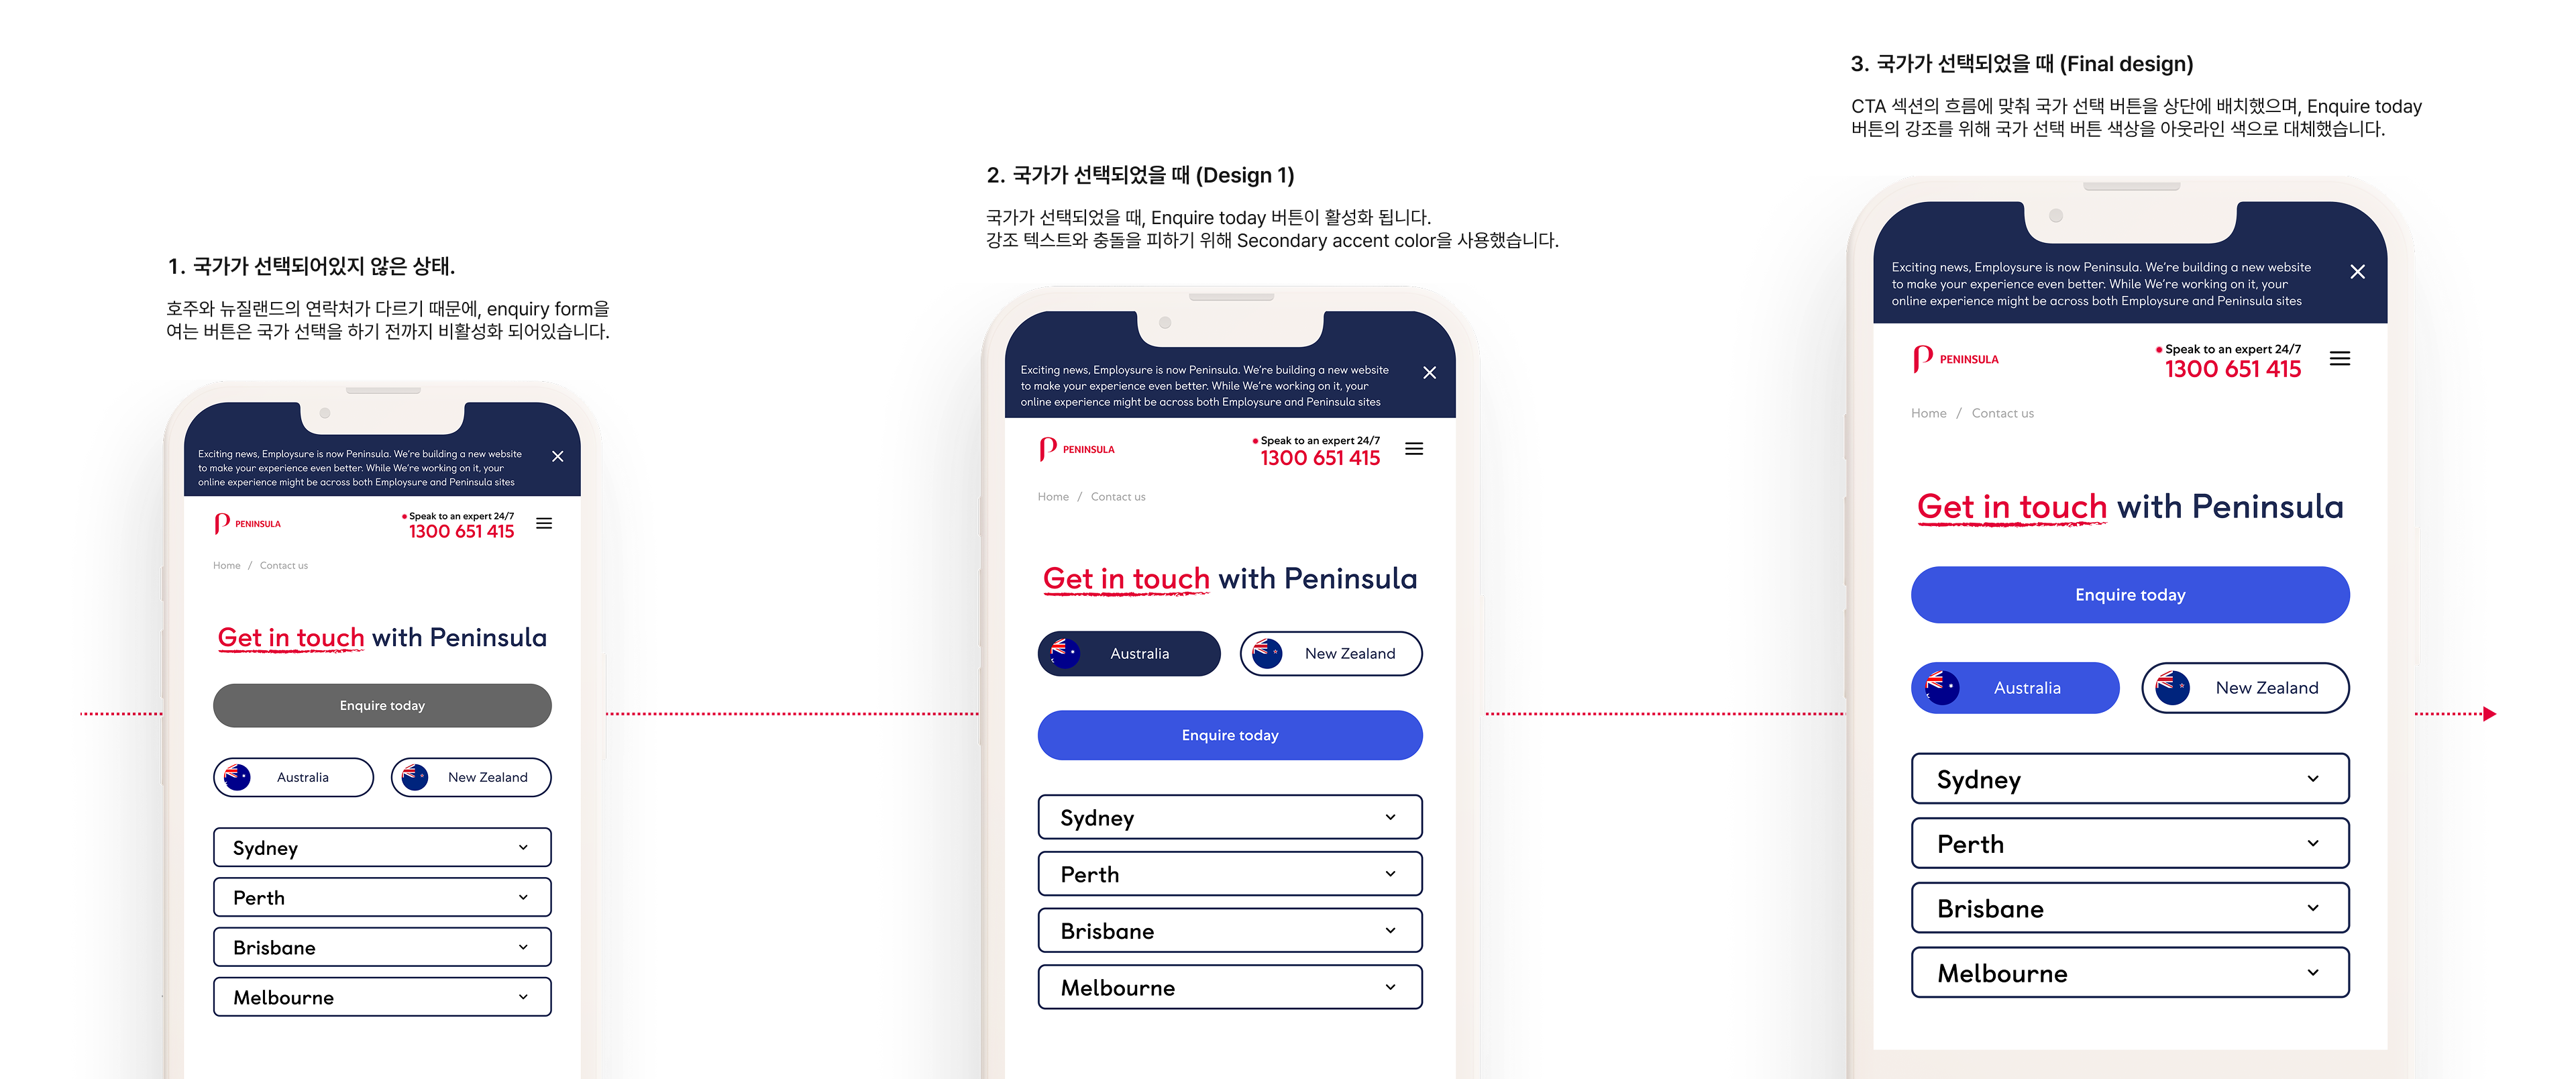 1. 국가가 선택되어있지 않은 상태.
호주와 뉴질랜드의 연락처가 다르기 때문에, enquiry form을
여는 버튼은 국가 선택을 하기 전까지 비활성화 되어있습니다.
Exciting news, Employsure is now Peninsula. We're building a new website
to make your experience even better. While We're working on it, your
online experience might be across both Employsure and Peninsula sites
PENINSULA
Speak to an expert 24/7
1300 651 415
Home / Contact us
Get in touch with Peninsula
Enquire today
Australia
New Zealand
Sydney
Perth
Brisbane
Melbourne
2. 국가가 선택되었을 때 (Design 1)
국가가 선택되었을 때, Enquire today 버튼이 활성화 됩니다.
강조 텍스트와 충돌을 피하기 위해 Secondary accent color을 사용했습니다.
Exciting news, Employsure is now Peninsula. We're building a new website
to make your experience even better. While We're working on it, your
online experience might be across both Employsure and Peninsula sites
PENINSULA
Speak to an expert 24/7
1300 651 415
Home / Contact us
Get in touch with Peninsula
Australia
New Zealand
Enquire today
Sydney
Perth
Brisbane
Melbourne
3. 국가가 선택되었을 때 (Final design)
CTA 섹션의 흐름에 맞춰 국가 선택 버튼을 상단에 배치했으며, Enquire today
버튼의 강조를 위해 국가 선택 버튼 색상을 아웃라인 색으로 대체했습니다.
Exciting news, Employsure is now Peninsula. We're building a new website
to make your experience even better. While We're working on it, your
online experience might be across both Employsure and Peninsula sites
PENINSULA
Speak to an expert 24/7
1300 651 415
Home / Contact us
Get in touch with Peninsula
Enquire today
Australia
New Zealand
Sydney
Perth
Brisbane
Melbourne